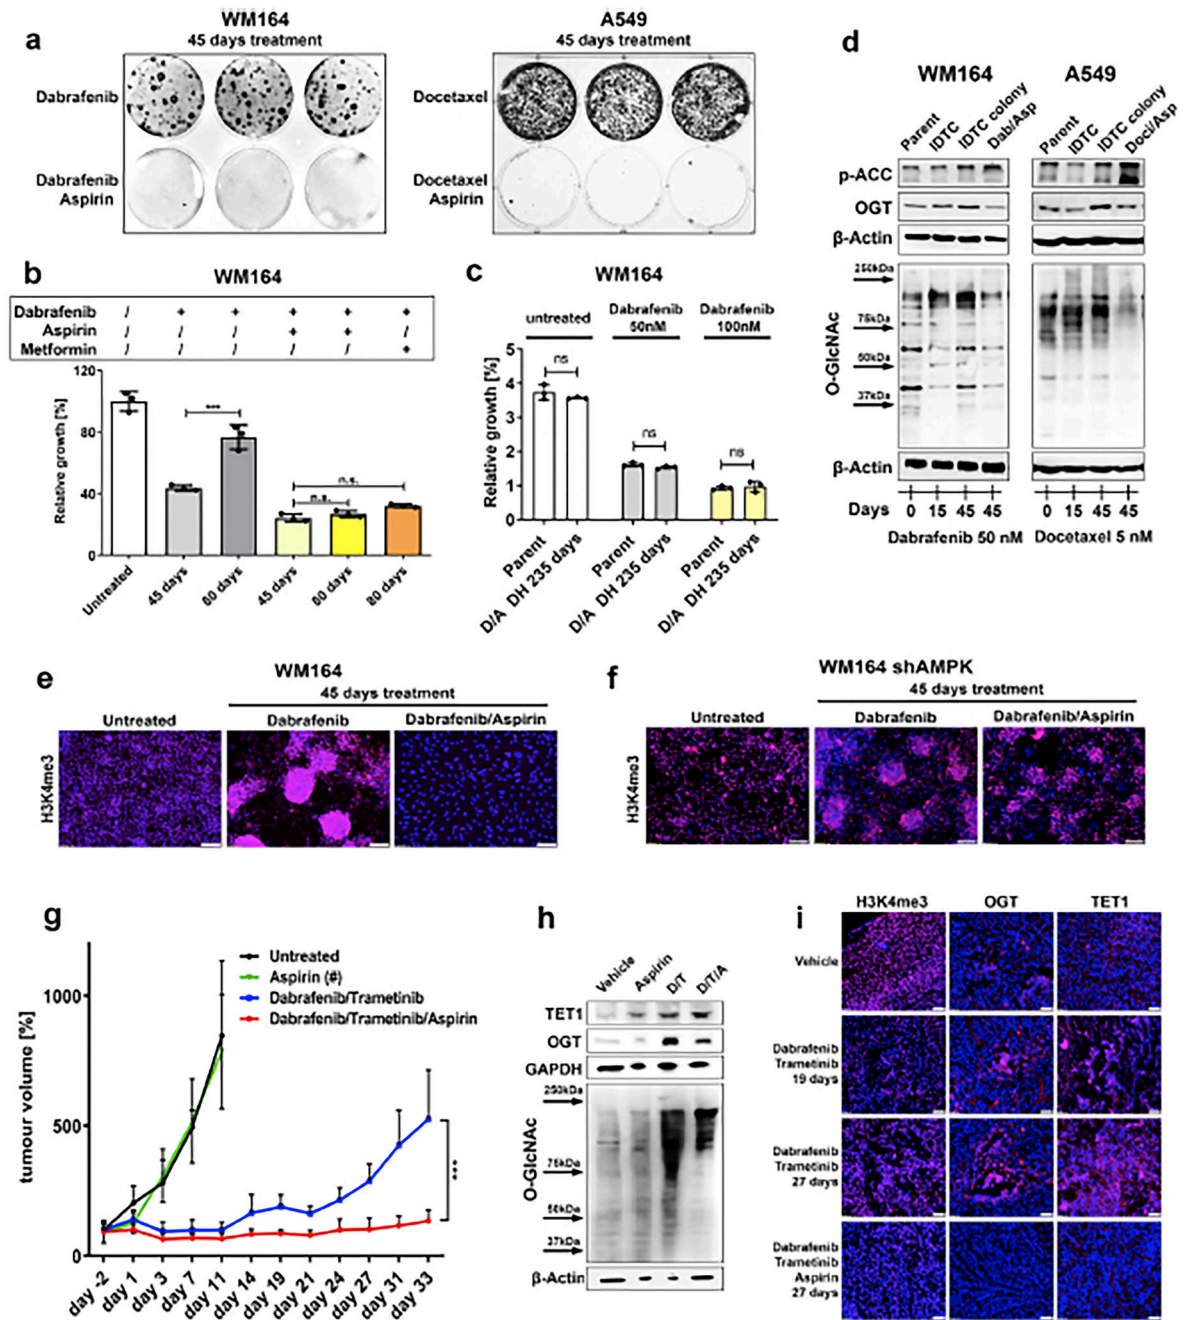 a
WM164
45 days treatment
Dabrafenib
Dabrafenib
Aspirin
A549
45 days treatment
Docetaxel
Docetaxel
Aspirin
b
WM164
Dabrafenib / + + + + +
Aspirin / / / + + /
Metformin / / / / / +
Relative growth [%]
120
80
40
0
***
n.s.
n.s.
Untreated
45 days
80 days
45 days
80 days
80 days
c
WM164
untreated
Dabrafenib
50nM
Dabrafenib
100nM
Relative growth [%]
5
4
3
2
1
0
ns
ns
ns
Parent
D/A DH 235 days
Parent
D/A DH 235 days
Parent
D/A DH 235 days
d
WM164
A549
Parent
IDTC
IDTC colony
Dab/Asp
Parent
IDTC
IDTC colony
Doci/Asp
p-ACC
OGT
β-Actin
O-GlcNAc
250kDa
75kDa
50kDa
37kDa
β-Actin
Days 0 15 45 45 0 15 45 45
Dabrafenib 50 nM
Docetaxel 5 nM
e
WM164
45 days treatment
Untreated
Dabrafenib
Dabrafenib/Aspirin
H3K4me3
f
WM164 shAMPK
45 days treatment
Untreated
Dabrafenib
Dabrafenib/Aspirin
H3K4me3
g
Untreated
Aspirin (#)
Dabrafenib/Trametinib
Dabrafenib/Trametinib/Aspirin
tumour volume [%]
1000
500
0
***
day -2
day 1
day 3
day 7
day 11
day 14
day 19
day 21
day 24
day 27
day 31
day 33
h
Vehicle
Aspirin
D/T
D/T/A
TET1
OGT
GAPDH
O-GlcNAc
250kDa
75kDa
50kDa
37kDa
β-Actin
i
H3K4me3
OGT
TET1
Vehicle
Dabrafenib
Trametinib
19 days
Dabrafenib
Trametinib
27 days
Dabrafenib
Trametinib
Aspirin
27 days